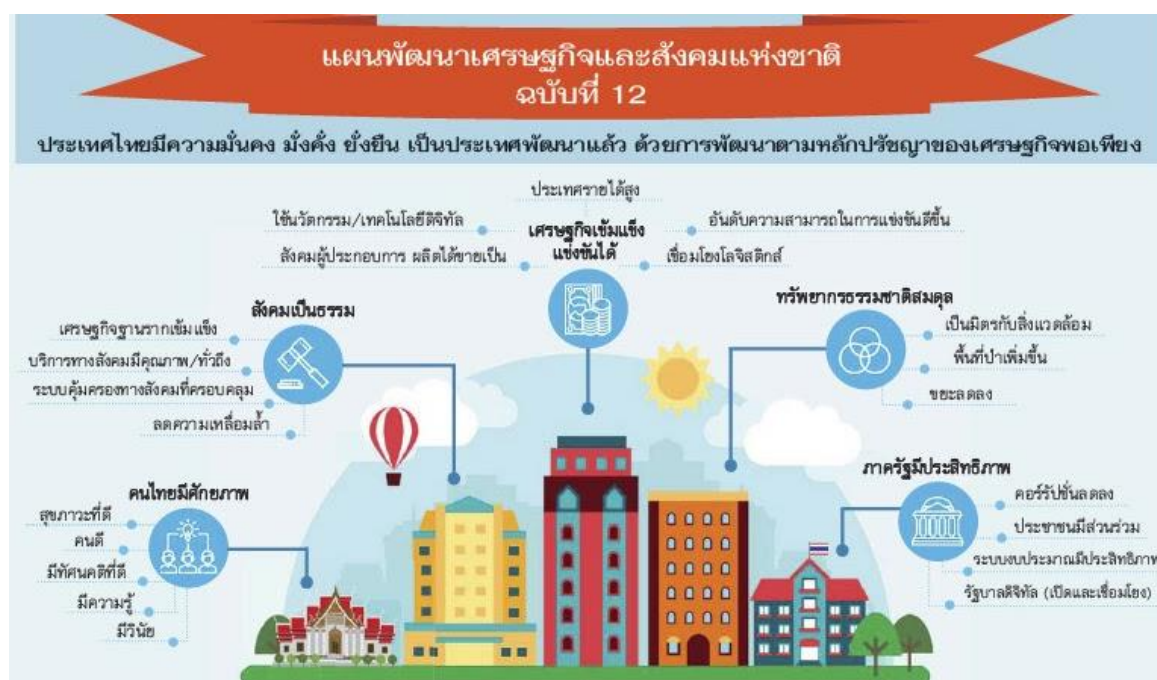 แผนพัฒนาเศรษฐกิจและสังคมแห่งชาติ
ฉบับที่ 12
ประเทศไทยมีความมั่นคง มั่งคั่ง ยั่งยืน เป็นประเทศพัฒนาแล้ว ด้วยการพัฒนาตามหลักปรัชญาของเศรษฐกิจพอเพียง
ประเทศรายได้สูง
ใช้นวัตกรรม/เทคโนโลยีดิจิทัล
เศรษฐกิจเข้มแข็ง
แข่งขันได้
อันดับความสามารถในการแข่งขันดีขึ้น
สังคมผู้ประกอบการ ผลิตได้ขายเป็น
เชื่อมโยงโลจิสติกส์
สังคมเป็นธรรม
เศรษฐกิจฐานรากเข้มแข็ง
บริการทางสังคมมีคุณภาพ/ทั่วถึง
ระบบคุ้มครองทางสังคมที่ครอบคลุม
ลดความเหลื่อมล้ำ
ทรัพยากรธรรมชาติสมดุล
เป็นมิตรกับสิ่งแวดล้อม
พื้นที่ป่าเพิ่มขึ้น
ขยะลดลง
คนไทยมีศักยภาพ
สุขภาวะที่ดี
คนดี
มีทัศนคติที่ดี
มีความรู้
มีวินัย
ภาครัฐมีประสิทธิภาพ
คอร์รัปชั่นลดลง
ประชาชนมีส่วนร่วม
ระบบงบประมาณมีประสิทธิภาพ
รัฐบาลดิจิทัล (เปิดและเชื่อมโยง)